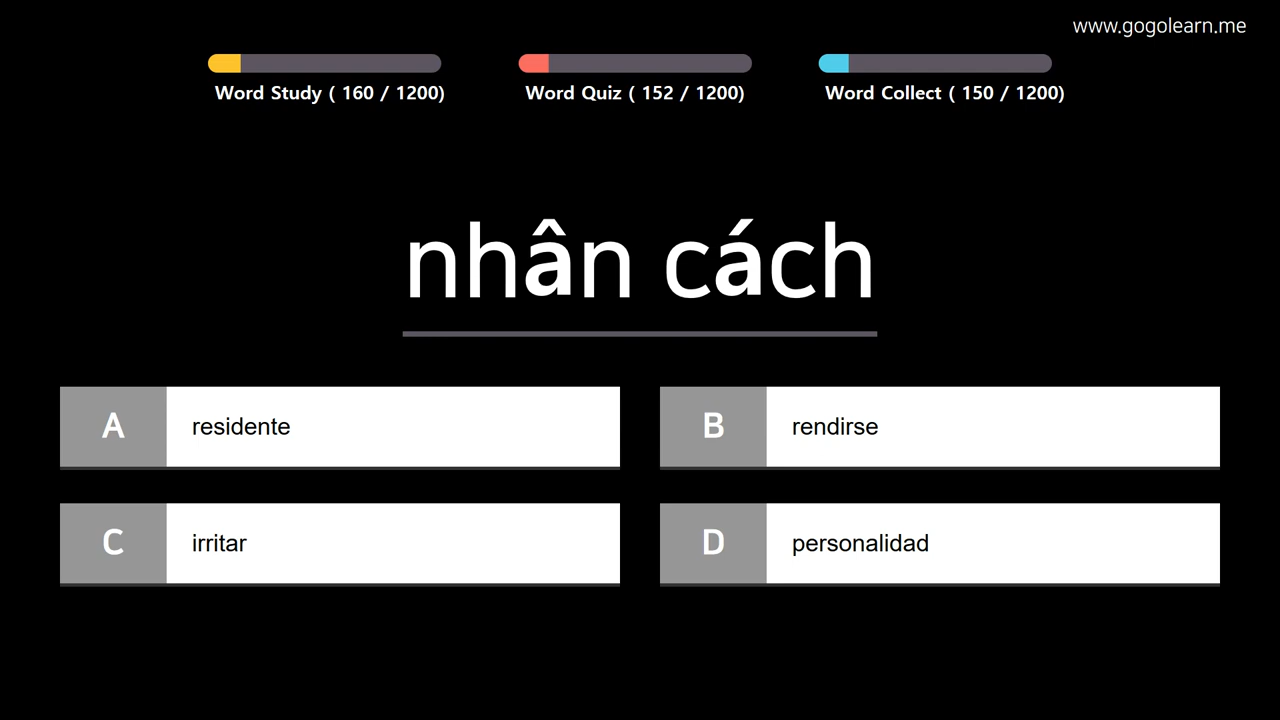 www.gogolearn.me
Word Study ( 160 / 1200)
Word Quiz ( 152 / 1200)
Word Collect ( 150 / 1200)
nhân cách
A residente
B rendirse
C irritar
D personalidad